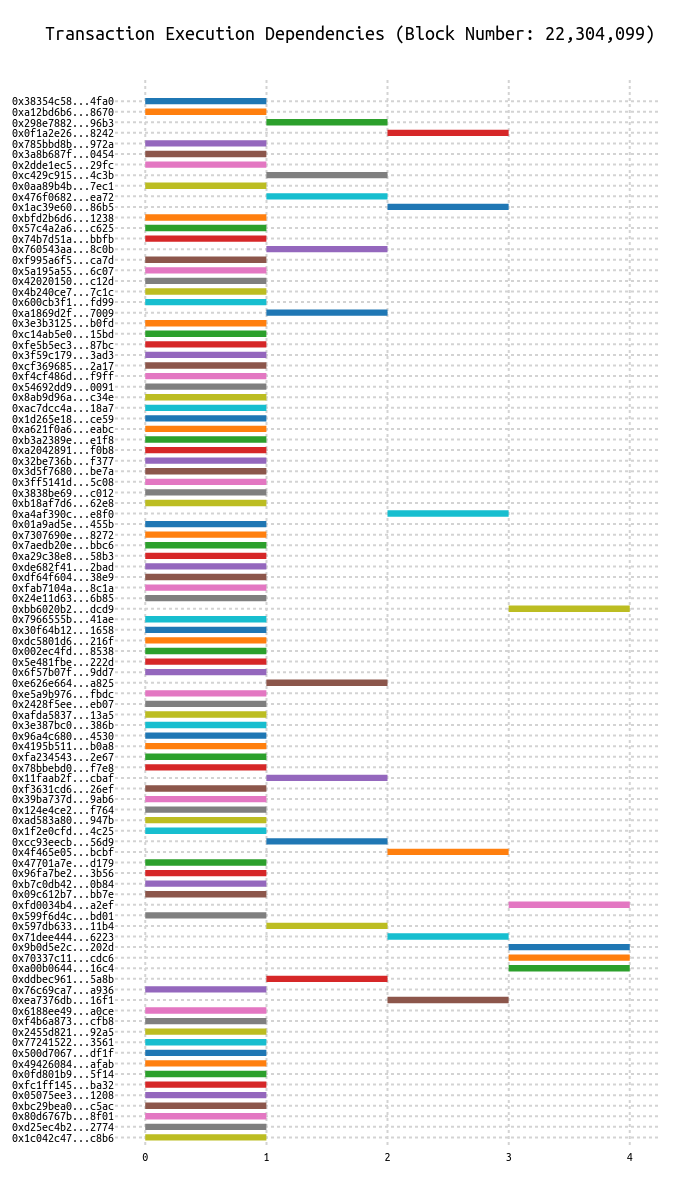 Transaction Execution Dependencies (Block Number: 22,304,099)
0x38354c58...4fa0
0xa12bd6b6...8670
0x298e7882...96b3
0x0f1a2e26...8242
0x785bbd8b...972a
0x3a8b687f...0454
0x2dde1ec5...29fc
0xc429c915...4c3b
0x0aa89b4b...7ec1
0x476f0682...ea72
0x1ac39e60...86b5
0xbfd2b6d6...1238
0x57c4a2a6...c625
0x74b7d51a...bbfb
0x760543aa...8c0b
0xf995a6f5...ca7d
0x5a195a55...6c07
0x42020150...c12d
0x4b240ce7...7c1c
0x600cb3f1...fd99
0xa1869d2f...7009
0x3e3b3125...b0fd
0xc14ab5e0...15bd
0xfe5b5ec3...87bc
0x3f59c179...3ad3
0xcf369685...2a17
0xf4cf486d...f9ff
0x54692dd9...0091
0x8ab9d96a...c34e
0xac7dcc4a...18a7
0x1d265e18...ce59
0xa621f0a6...eabc
0xb3a2389e...e1f8
0xa2042891...f0b8
0x32be736b...f377
0x3d5f7680...be7a
0x3ff5141d...5c08
0x3838be69...c012
0xb18af7d6...62e8
0xa4af390c...e8f0
0x01a9ad5e...455b
0x7307690e...8272
0x7aedb20e...bbc6
0xa29c38e8...58b3
0xde682f41...2bad
0xdf64f604...38e9
0xfab7104a...8c1a
0x24e11d63...6b85
0xbb6020b2...dcd9
0x7966555b...41ae
0x30f64b12...1658
0xdc5801d6...216f
0x002ec4fd...8538
0x5e481fbe...222d
0x6f57b07f...9dd7
0xe626e664...a825
0xe5a9b976...fbdc
0x2428f5ee...eb07
0xafda5837...13a5
0x3e387bc0...386b
0x96a4c680...4530
0x4195b511...b0a8
0xfa234543...2e67
0x78bbebd0...f7e8
0x11faab2f...cbaf
0xf3631cd6...26ef
0x39ba737d...9ab6
0x124e4ce2...f764
0xad583a80...947b
0x1f2e0cfd...4c25
0xcc93eecb...56d9
0x4f465e05...bcbf
0x47701a7e...d179
0x96fa7be2...3b56
0xb7c0db42...0b84
0x09c612b7...bb7e
0xfd0034b4...a2ef
0x599f6d4c...bd01
0x597db633...11b4
0x71dee444...6223
0x9b0d5e2c...202d
0x70337c11...cdc6
0xa00b0644...16c4
0xddbec961...5a8b
0x76c69ca7...a936
0xea7376db...16f1
0x6188ee49...a0ce
0xf4b6a873...cfb8
0x2455d821...92a5
0x77241522...3561
0x500d7067...df1f
0x49426084...afab
0x0fd801b9...5f14
0xfc1ff145...ba32
0x05075ee3...1208
0xbc29bea0...c5ac
0x80d6767b...8f01
0xd25ec4b2...2774
0x1c042c47...c8b6
0 1 2 3 4